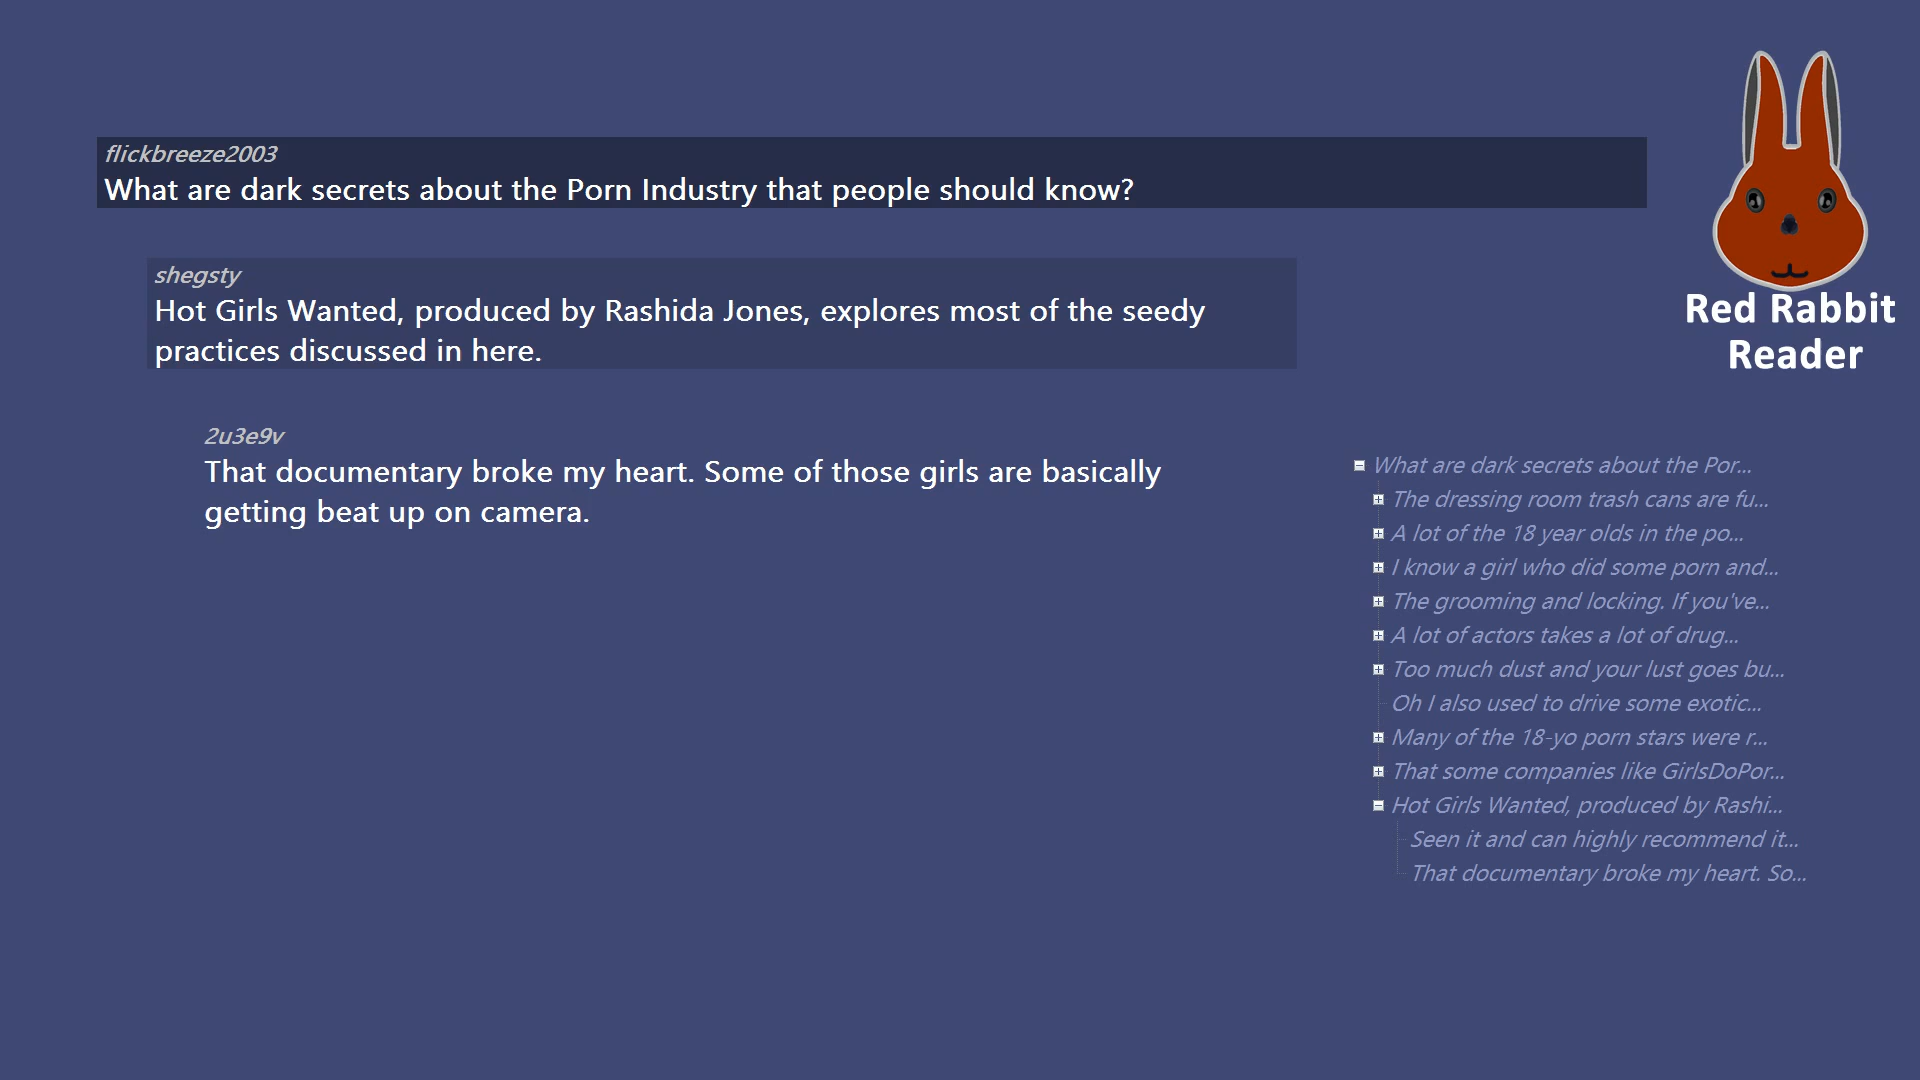 flickbreeze2003
What are dark secrets about the Porn Industry that people should know?
shegsty
Hot Girls Wanted, produced by Rashida Jones, explores most of the seedy
practices discussed in here.
2u3e9v
That documentary broke my heart. Some of those girls are basically
getting beat up on camera.
Red Rabbit
Reader
What are dark secrets about the Por...
The dressing room trash cans are fu...
A lot of the 18 year olds in the po...
I know a girl who did some porn and...
The grooming and locking. If you've...
A lot of actors takes a lot of drug...
Too much dust and your lust goes bu...
Oh I also used to drive some exotic...
Many of the 18-yo porn stars were r...
That some companies like GirlsDoPor...
Hot Girls Wanted, produced by Rashi...
Seen it and can highly recommend it...
That documentary broke my heart. So...